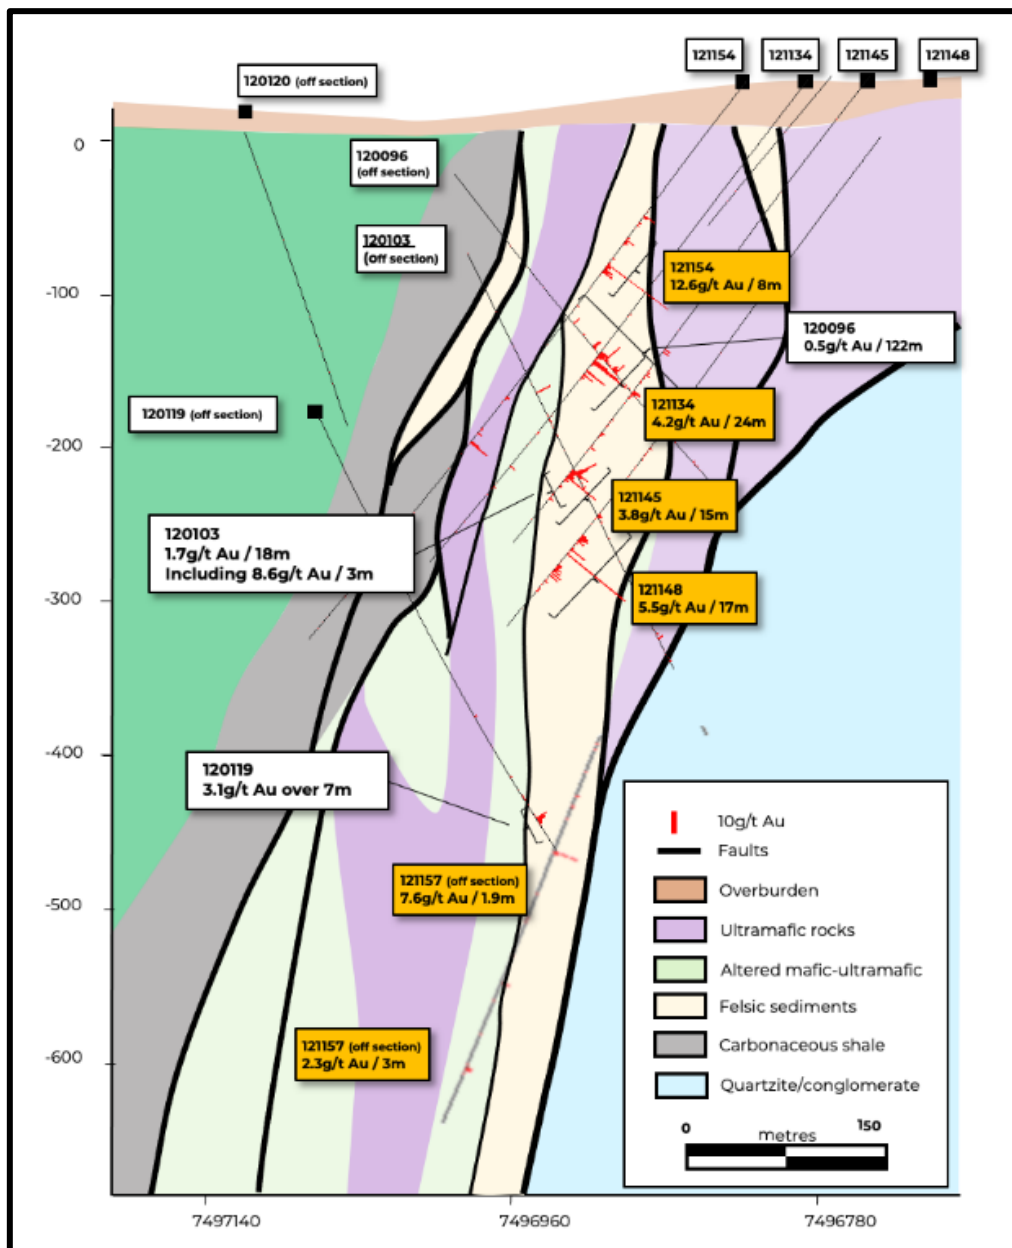 121154
121134
121145
121148
120120 (off section)
0
120096
(off section)
120103
(off section)
121154
12.6g/t Au / 8m
-100
120096
0.5g/t Au / 122m
120119 (off section)
121134
4.2g/t Au / 24m
-200
121145
3.8g/t Au / 15m
120103
1.7g/t Au / 18m
Including 8.6g/t Au / 3m
121148
5.5g/t Au / 17m
-300
-400
120119
3.1g/t Au over 7m
121157 (off section)
7.6g/t Au / 1.9m
-500
121157 (off section)
2.3g/t Au / 3m
-600
10g/t Au
Faults
Overburden
Ultramafic rocks
Altered mafic-ultramafic
Felsic sediments
Carbonaceous shale
Quartzite/conglomerate
0 metres 150
7497140
7496960
7496780